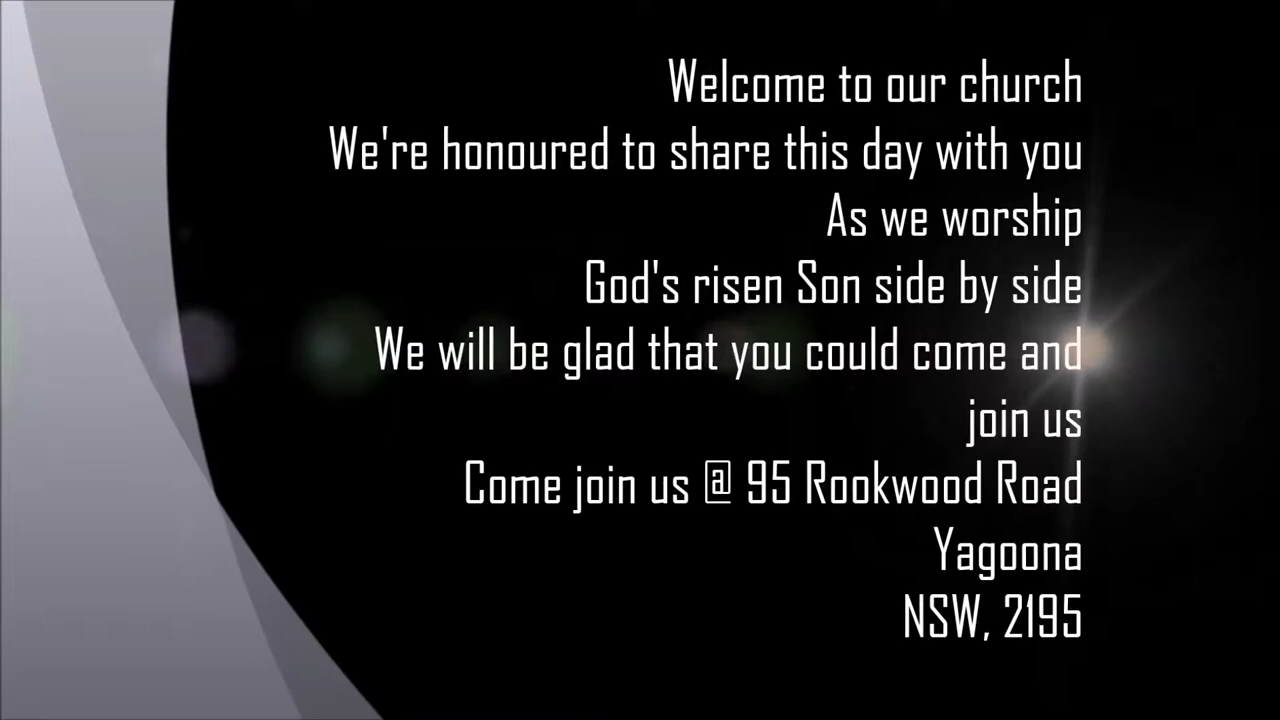 Welcome to our church
We're honoured to share this day with you
As we worship
God's risen Son side by side
We will be glad that you could come and
join us
Come join us @ 95 Rookwood Road
Yagoona
NSW, 2195